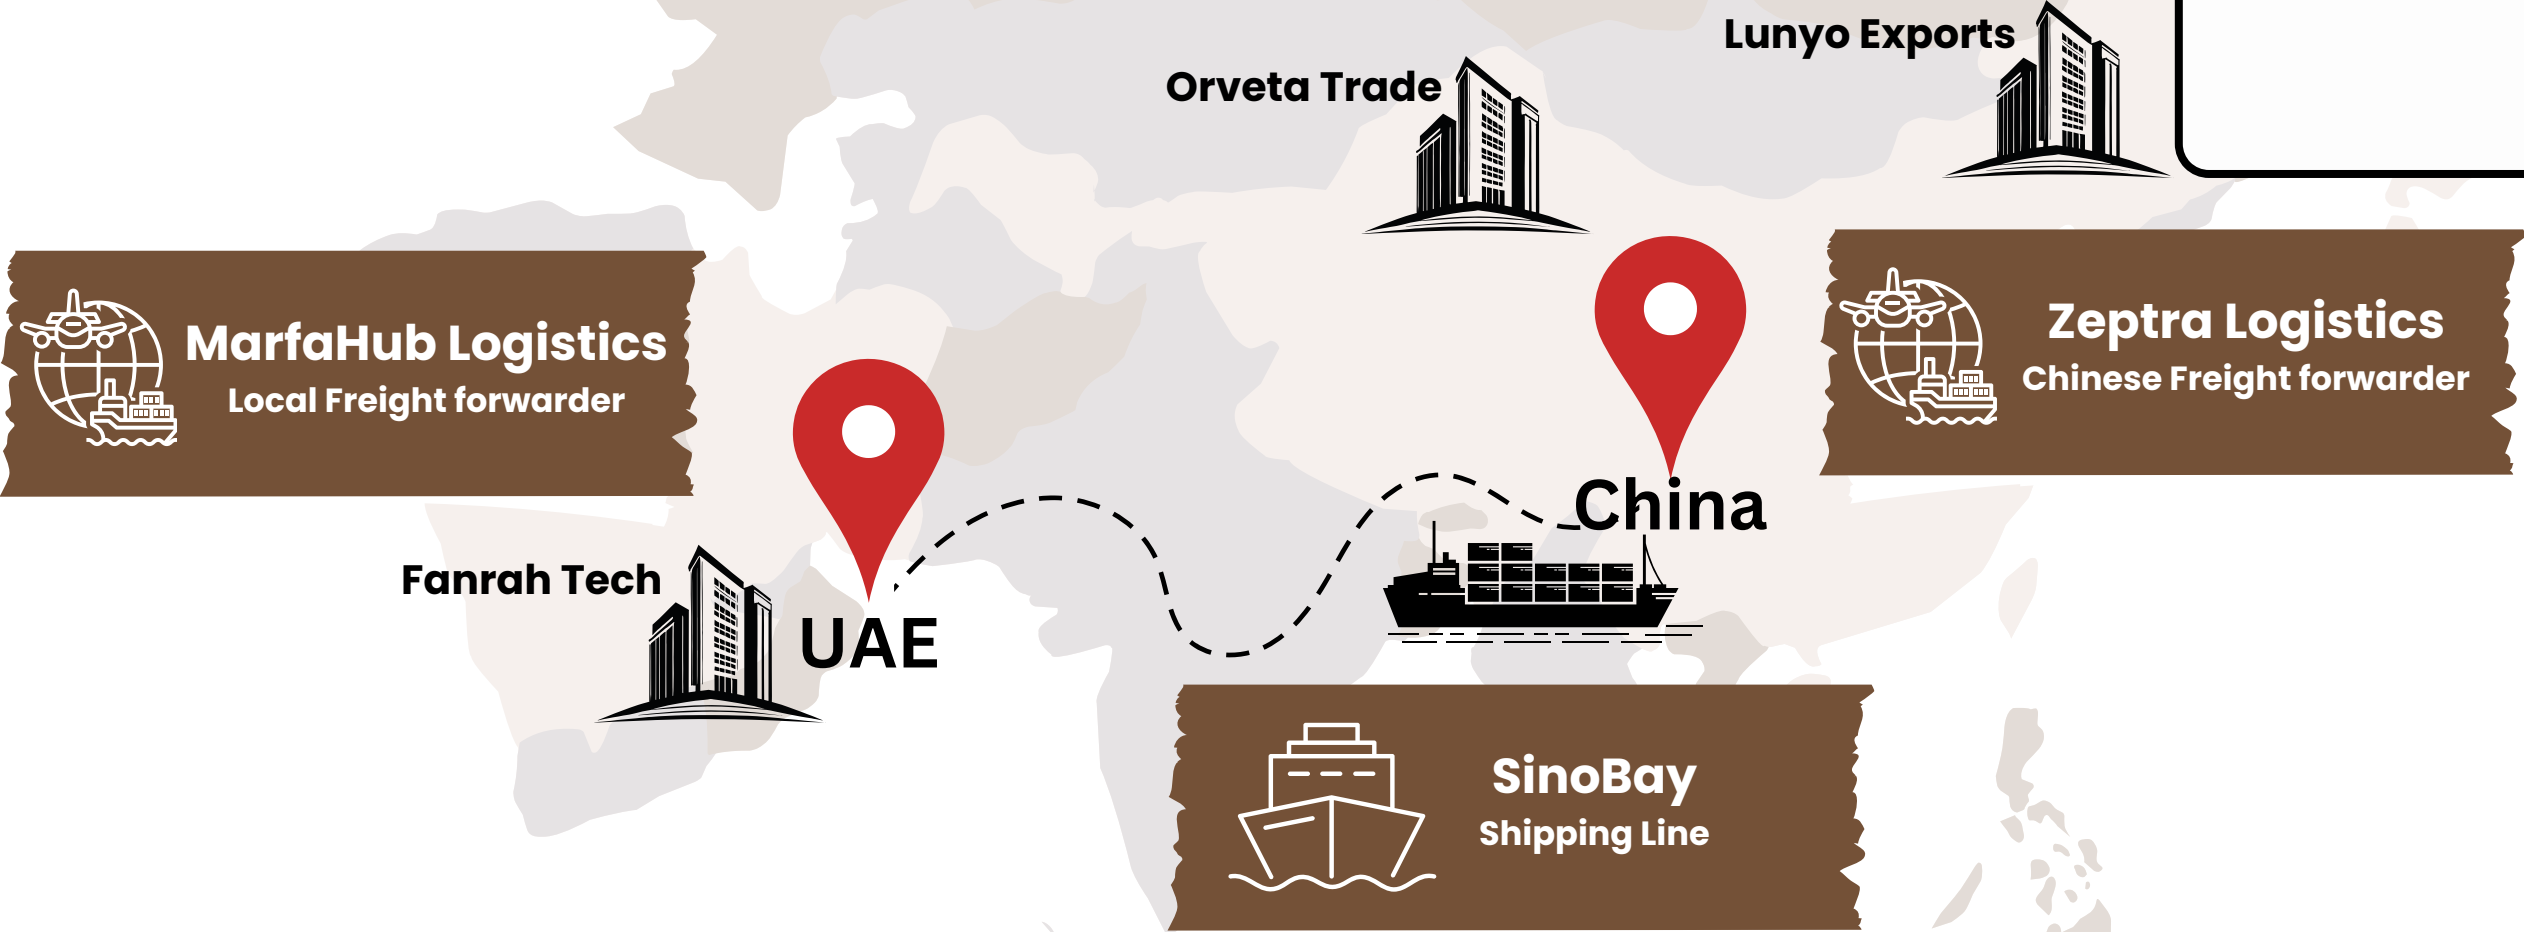 Lunyo Exports
Orveta Trade
MarfaHub Logistics
Local Freight forwarder
Zeptra Logistics
Chinese Freight forwarder
China
Fanrah Tech
UAE
SinoBay
Shipping Line